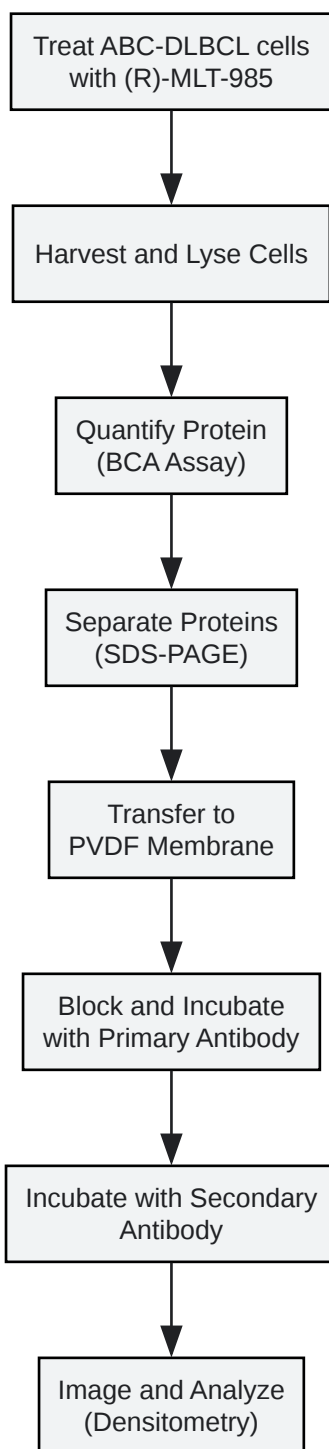 Treat ABC-DLBCL cells
with (R)-MLT-985
Harvest and Lyse Cells
Quantify Protein
(BCA Assay)
Separate Proteins
(SDS-PAGE)
Transfer to
PVDF Membrane
Block and Incubate
with Primary Antibody
Incubate with Secondary
Antibody
Image and Analyze
(Densitometry)